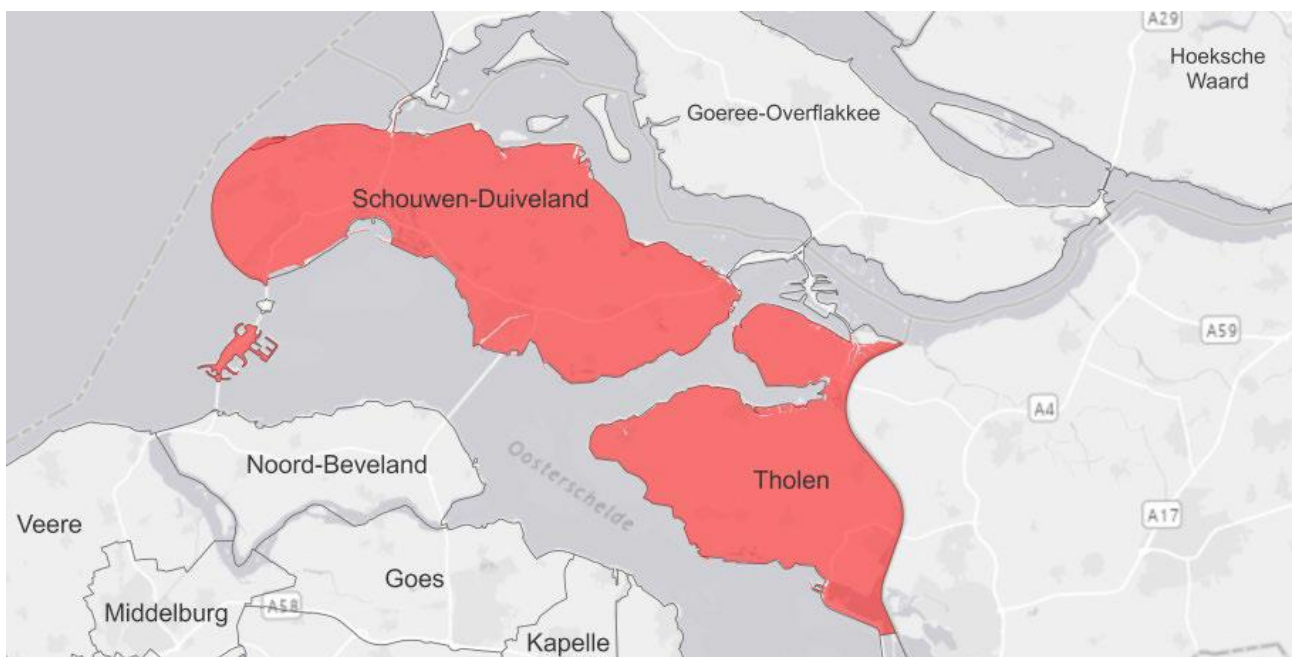 A29
Hoeksche
Waard
Goeree-Overflakkee
Schouwen-Duiveland
A59
A4
Noord-Beveland
Oosterschelde
Tholen
Veere
A17
Goes
A58
Middelburg
Kapelle